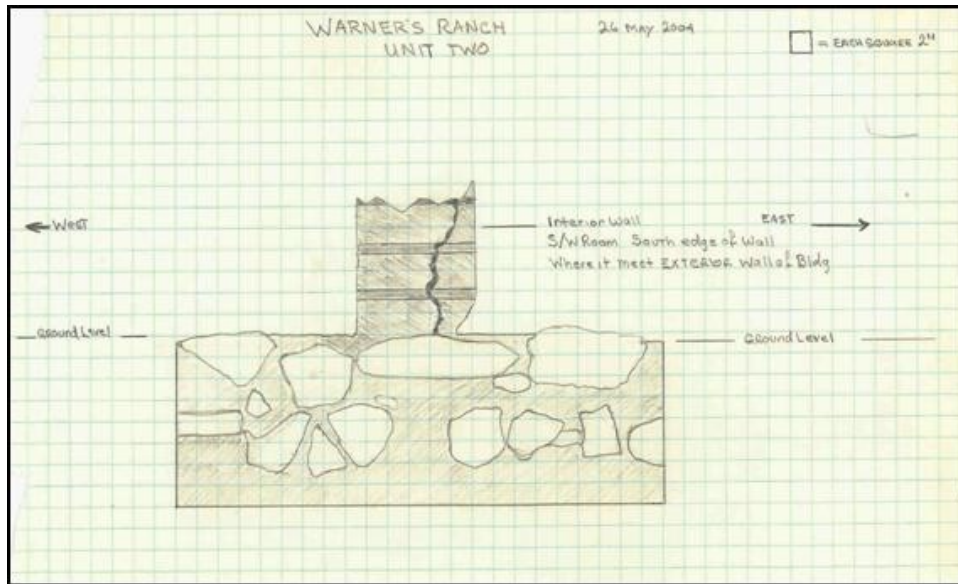 WARNER'S RANCH
UNIT TWO
26 MAY 2004
= EACH SQUARE 2"
WEST
Interior Wall
EAST
S/W Room South edge of Wall
Where it meet EXTERIOR Wall of Bldg
Ground Level
Ground Level